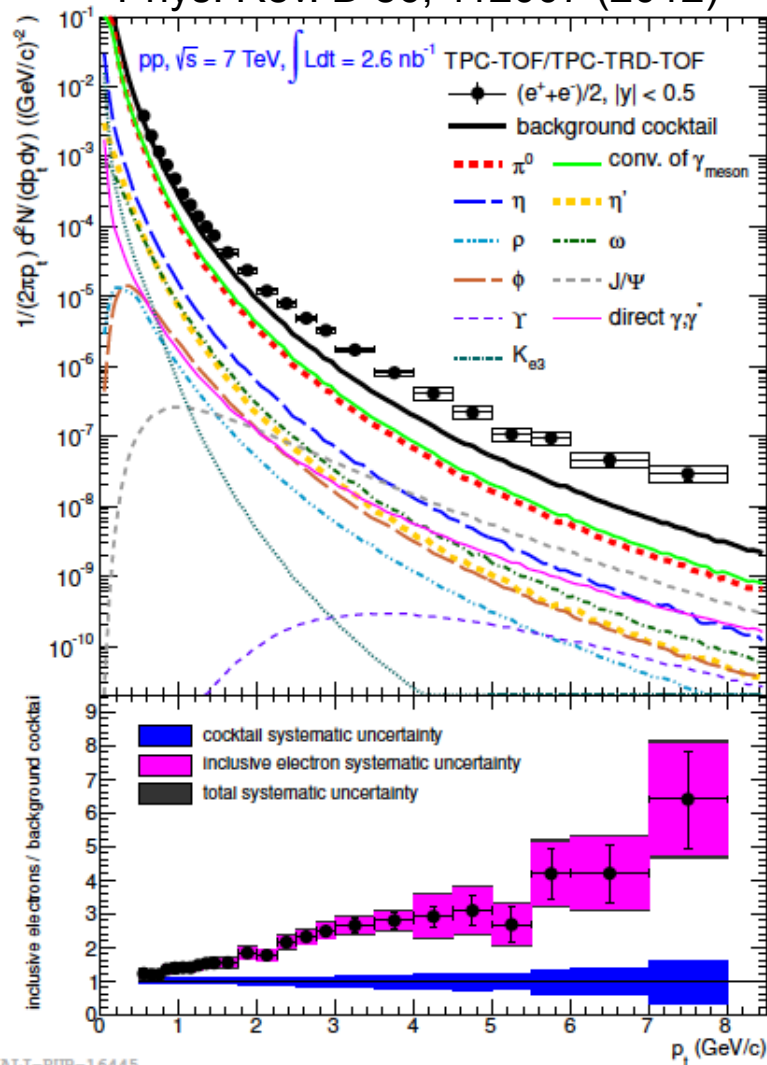 pp, √s = 7 TeV, ∫Ldt = 2.6 nb⁻¹ TPC-TOF/TPC-TRD-TOF
(e⁺+e⁻)/2, |y| < 0.5
background cocktail
π⁰ conv. of γmeson
η η'
ρ ω
ϕ J/Ψ
ϒ direct γ,γ*
Ke3
1/(2πpt) d²N/(dptdy) ((GeV/c)⁻²)
10⁻¹
10⁻²
10⁻³
10⁻⁴
10⁻⁵
10⁻⁶
10⁻⁷
10⁻⁸
10⁻⁹
10⁻¹⁰
cocktail systematic uncertainty
inclusive electron systematic uncertainty
total systematic uncertainty
inclusive electrons / background cocktai
9
8
7
6
5
4
3
2
1
0
0 1 2 3 4 5 6 7 8
pt (GeV/c)